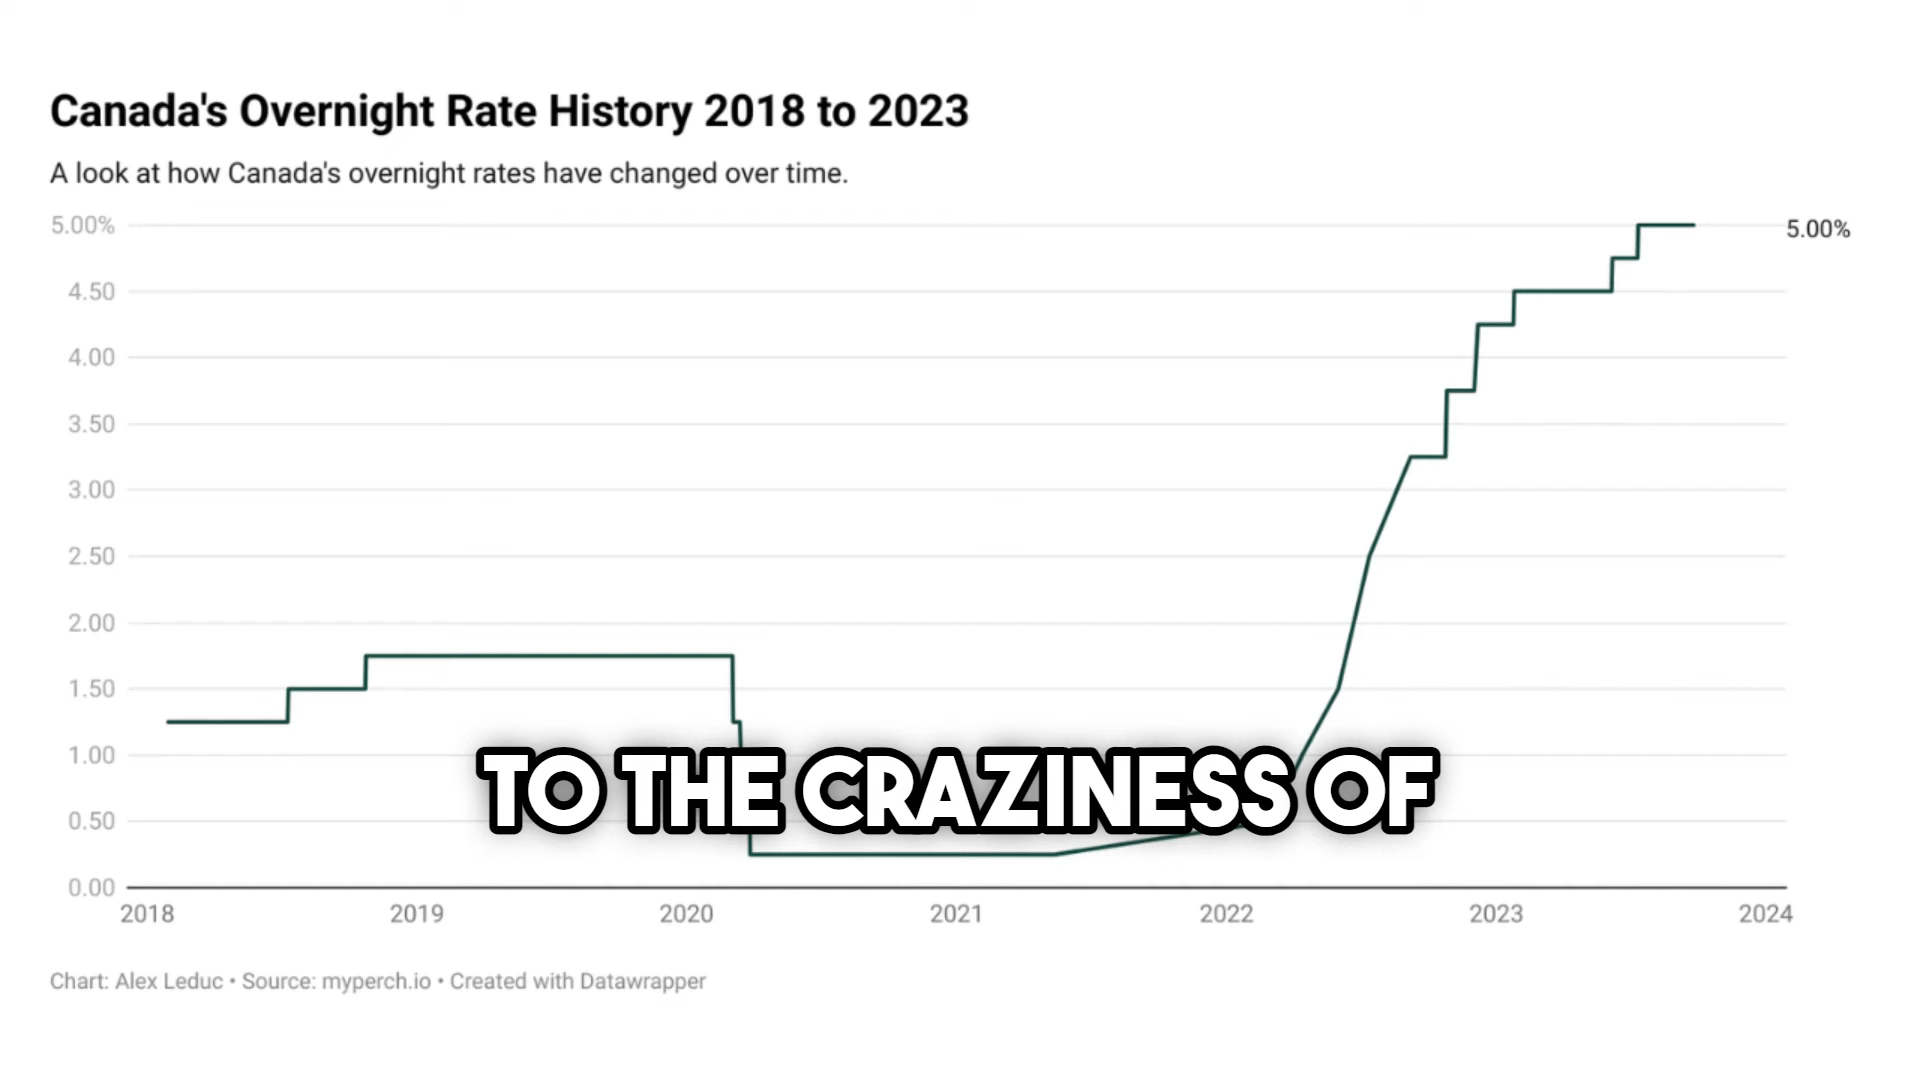 Canada's Overnight Rate History 2018 to 2023
A look at how Canada's overnight rates have changed over time.
5.00%
5.00%
4.50
4.00
3.50
3.00
2.50
2.00
1.50
1.00
TO THE CRAZINESS OF
0.50
0.00
2018 2019 2020 2021 2022 2023 2024
Chart: Alex Leduc • Source: myperch.io • Created with Datawrapper